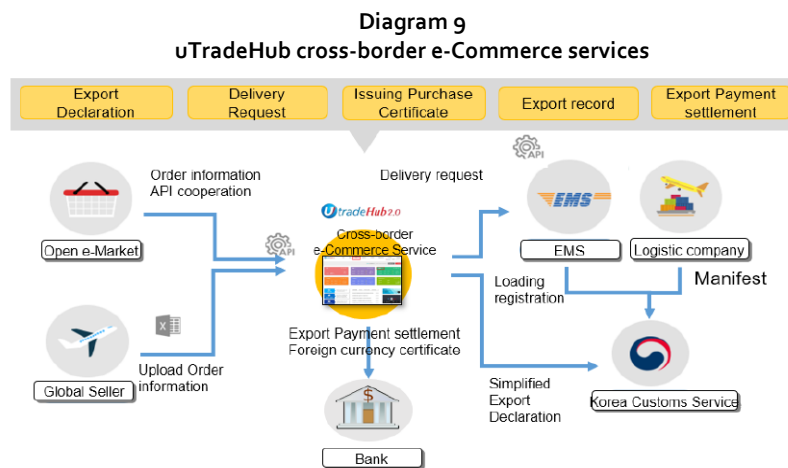 Diagram 9
uTradeHub cross-border e-Commerce services
Export
Declaration
Delivery
Request
Issuing Purchase
Certificate
Export record
Export Payment
settlement
Order information
API cooperation
Delivery request
API
UtradeHub2.0
API
Cross-border
e-Commerce Service
EMS
Open e-Market
EMS
Logistic company
Loading
registration
Manifest
Export Payment settlement
Foreign currency certificate
Upload Order
information
Global Seller
Simplified
Export
Declaration
Korea Customs Service
$
Bank